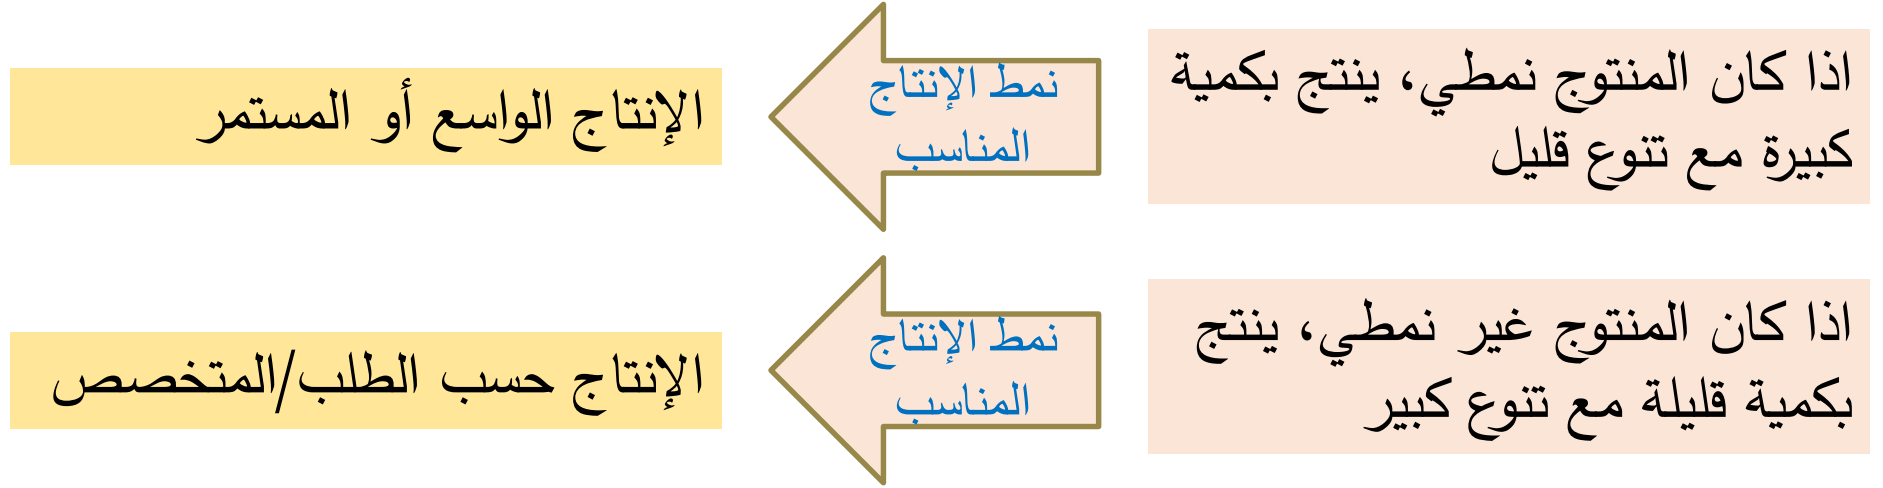 اذا كان المنتوج نمطي، ينتج بكمية
كبيرة مع تنوع قليل
نمط الإنتاج
المناسب
الإنتاج الواسع أو المستمر
اذا كان المنتوج غير نمطي، ينتج
بكمية قليلة مع تنوع كبير
نمط الإنتاج
المناسب
الإنتاج حسب الطلب/المتخصص